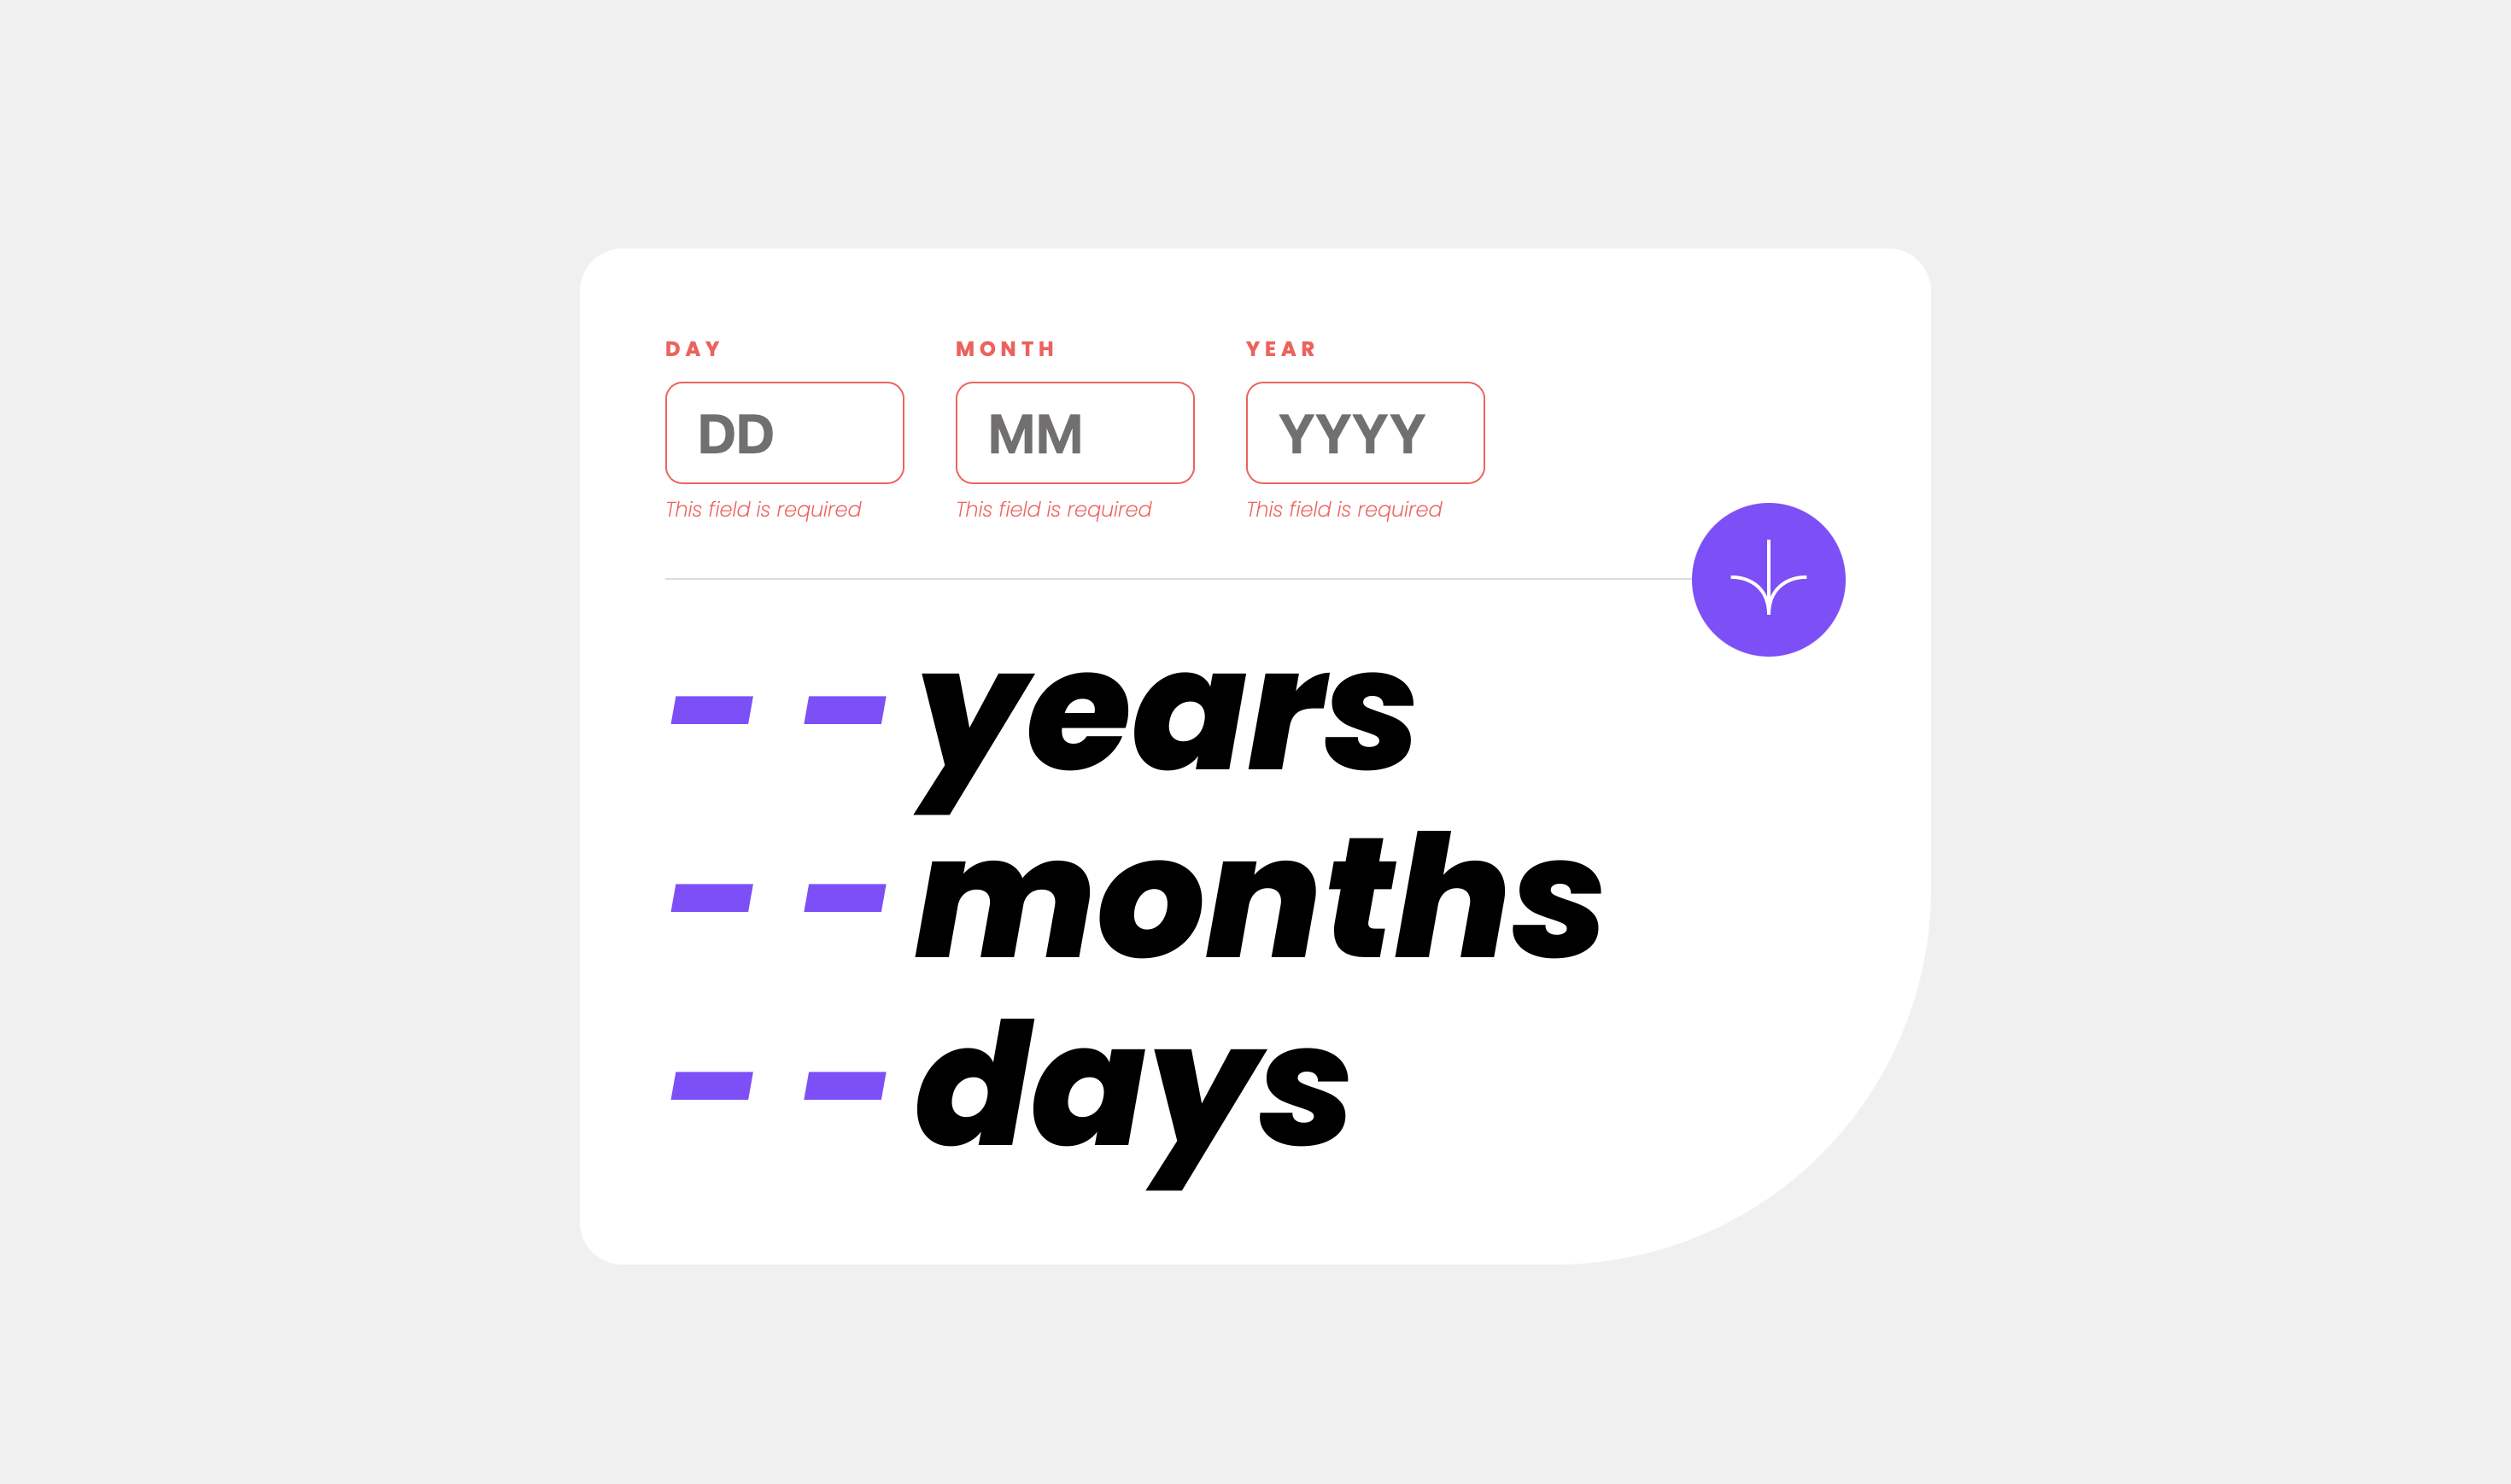 DAY MONTH YEAR
DD MM YYYY
This field is required This field is required This field is required
-- years
-- months
-- days